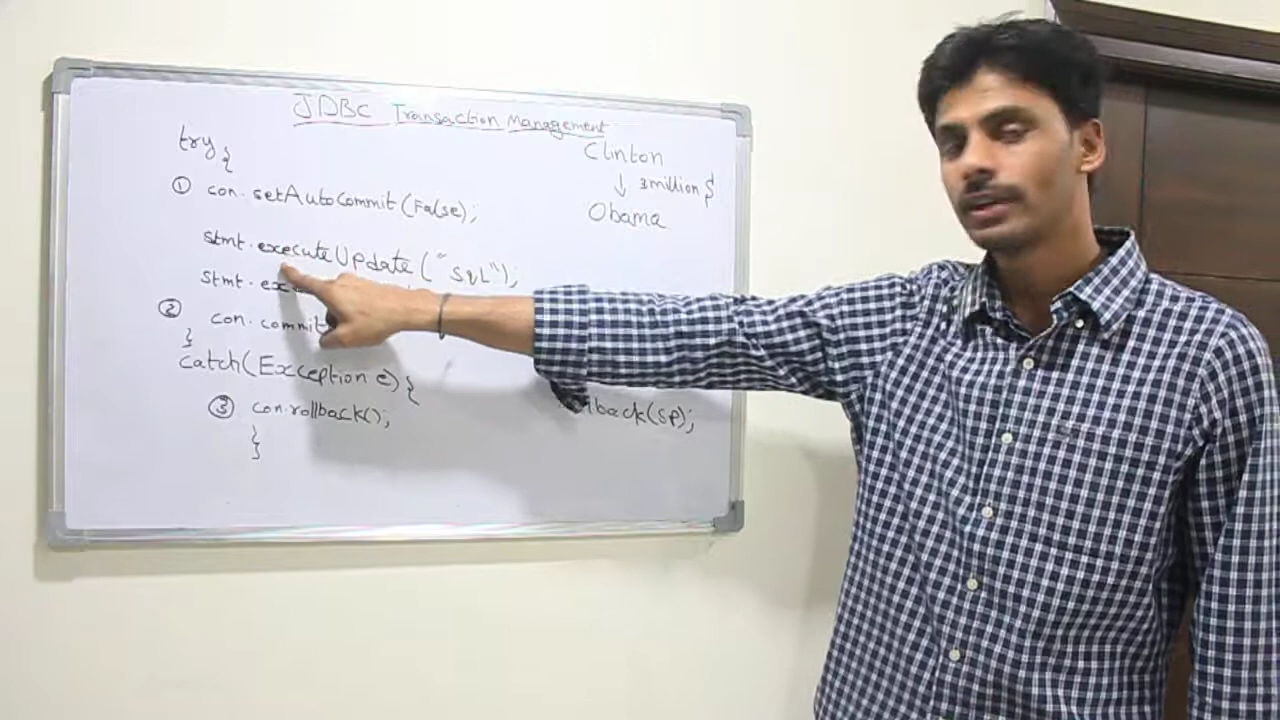 JDBC Transaction Management
try {
① con.setAutoCommit(False);
stmt.executeUpdate("SQL");
stmt.
② con.commit
}
catch(Exception e) {
③ con.rollback();
}
Clinton
↓ 3million $
Obama
back(SP);